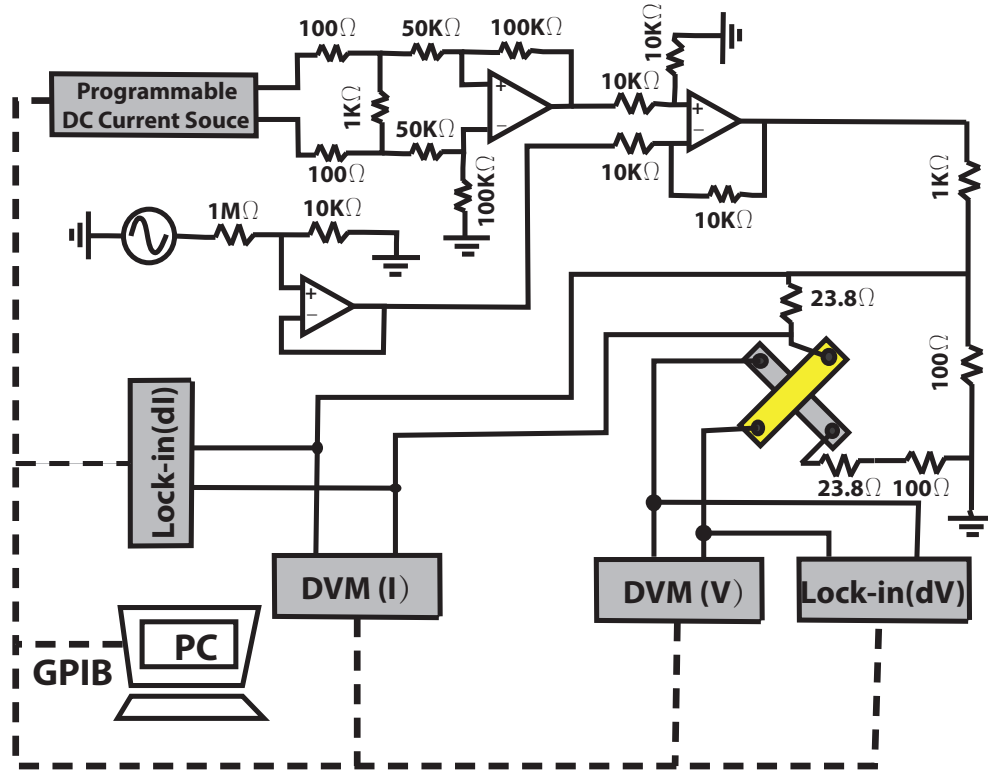 100Ω
50KΩ
100KΩ
10KΩ
Programmable
DC Current Souce
1KΩ
+
−
10KΩ
+
−
50KΩ
10KΩ
100Ω
100KΩ
10KΩ
1KΩ
1MΩ
10KΩ
+
−
23.8Ω
100Ω
Lock-in(dI)
23.8Ω
100Ω
DVM (I)
DVM (V)
Lock-in(dV)
PC
GPIB